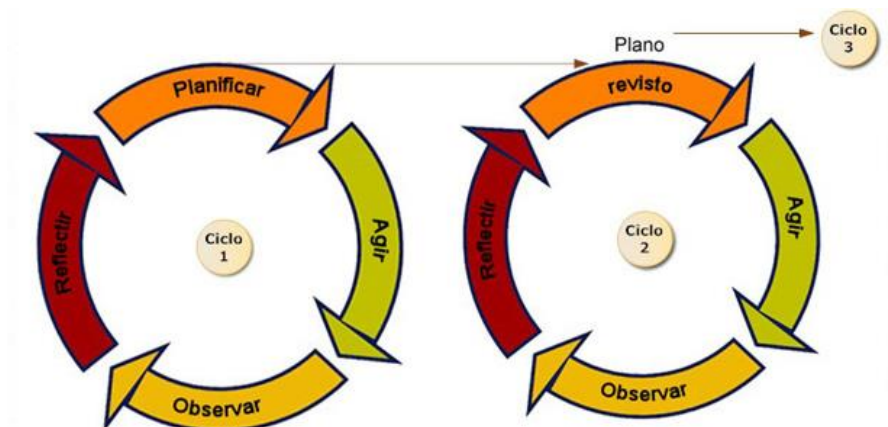 Planificar
Agir
Observar
Reflectir
Ciclo
1
Plano
revisto
Agir
Observar
Reflectir
Ciclo
2
Ciclo
3